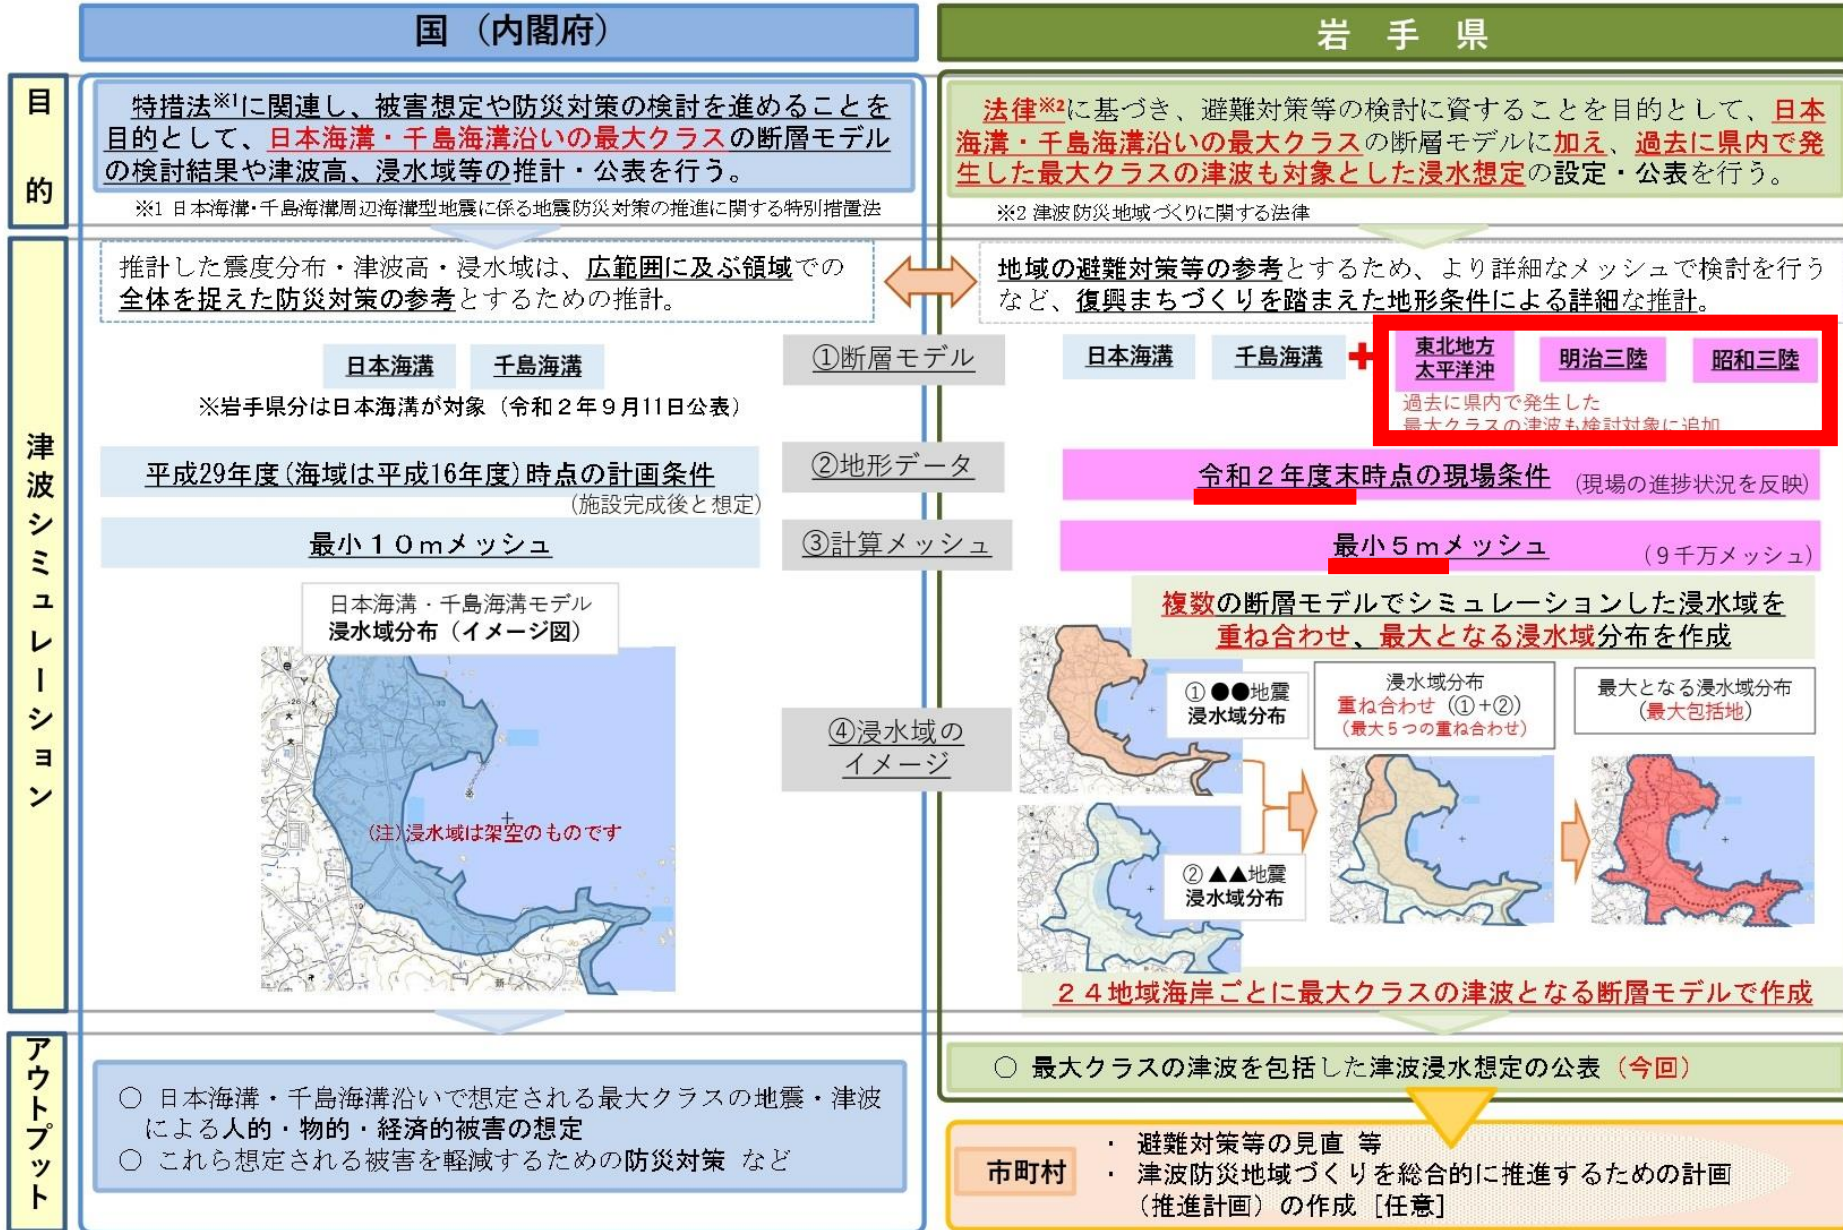 国（内閣府）
岩手県
目的
特措法※1に関連し、被害想定や防災対策の検討を進めることを
目的として、日本海溝・千島海溝沿いの最大クラスの断層モデル
の検討結果や津波高、浸水域等の推計・公表を行う。
※1 日本海溝・千島海溝周辺海溝型地震に係る地震防災対策の推進に関する特別措置法
法律※2に基づき、避難対策等の検討に資することを目的として、日本
海溝・千島海溝沿いの最大クラスの断層モデルに加え、過去に県内で発
生した最大クラスの津波も対象とした浸水想定の設定・公表を行う。
※2 津波防災地域づくりに関する法律
津波シミュレーション
推計した震度分布・津波高・浸水域は、広範囲に及ぶ領域での
全体を捉えた防災対策の参考とするための推計。
地域の避難対策等の参考とするため、より詳細なメッシュで検討を行う
など、復興まちづくりを踏まえた地形条件による詳細な推計。
日本海溝 千島海溝
※岩手県分は日本海溝が対象（令和２年９月11日公表）
①断層モデル
日本海溝 千島海溝 ＋
東北地方
太平洋沖
明治三陸 昭和三陸
過去に県内で発生した
最大クラスの津波も検討対象に追加
平成29年度(海域は平成16年度)時点の計画条件
(施設完成後と想定)
②地形データ
令和２年度末時点の現場条件 (現場の進捗状況を反映)
最小１０ｍメッシュ
③計算メッシュ
最小５ｍメッシュ (９千万メッシュ)
日本海溝・千島海溝モデル
浸水域分布（イメージ図）
(注)浸水域は架空のものです
④浸水域の
イメージ
複数の断層モデルでシミュレーションした浸水域を
重ね合わせ、最大となる浸水域分布を作成
① ●●地震
浸水域分布
② ▲▲地震
浸水域分布
浸水域分布
重ね合わせ（①＋②）
(最大５つの重ね合わせ)
最大となる浸水域分布
(最大包括地)
２４地域海岸ごとに最大クラスの津波となる断層モデルで作成
アウトプット
○ 日本海溝・千島海溝沿いで想定される最大クラスの地震・津波
による人的・物的・経済的被害の想定
○ これら想定される被害を軽減するための防災対策 など
○ 最大クラスの津波を包括した津波浸水想定の公表（今回）
市町村
・ 避難対策等の見直 等
・ 津波防災地域づくりを総合的に推進するための計画
（推進計画）の作成［任意］